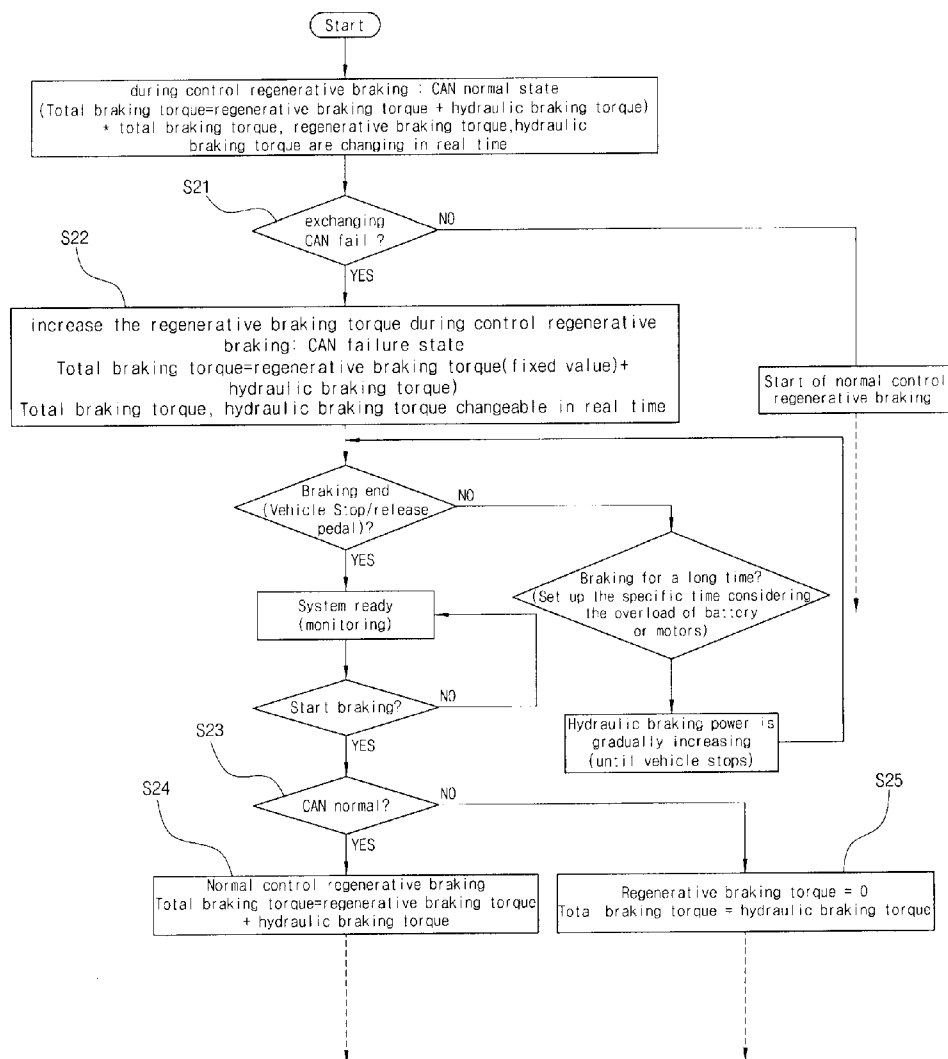 Start
during control regenerative braking : CAN normal state
(Total braking torque=regenerative braking torque + hydraulic braking torque)
* total braking torque, regenerative braking torque,hydraulic
braking torque are changing in real time
S21
exchanging
CAN fail ?
NO
YES
S22
increase the regenerative braking torque during control regenerative
braking: CAN failure state
Total braking torque=regenerative braking torque(fixed value)+
hydraulic braking torque)
Total braking torque, hydraulic braking torque changeable in real time
Start of normal control
regenerative braking
Braking end
(Vehicle Stop/release
pedal)?
NO
YES
Braking for a long time?
(Set up the specific time considering
the overload of battery
or motors)
System ready
(monitoring)
Start braking?
NO
YES
Hydraulic braking power is
gradually increasing
(until vehicle stops)
S23
CAN normal?
NO
YES
S24
Normal control regenerative braking
Total braking torque=regenerative braking torque
+ hydraulic braking torque
S25
Regenerative braking torque = 0
Total braking torque = hydraulic braking torque